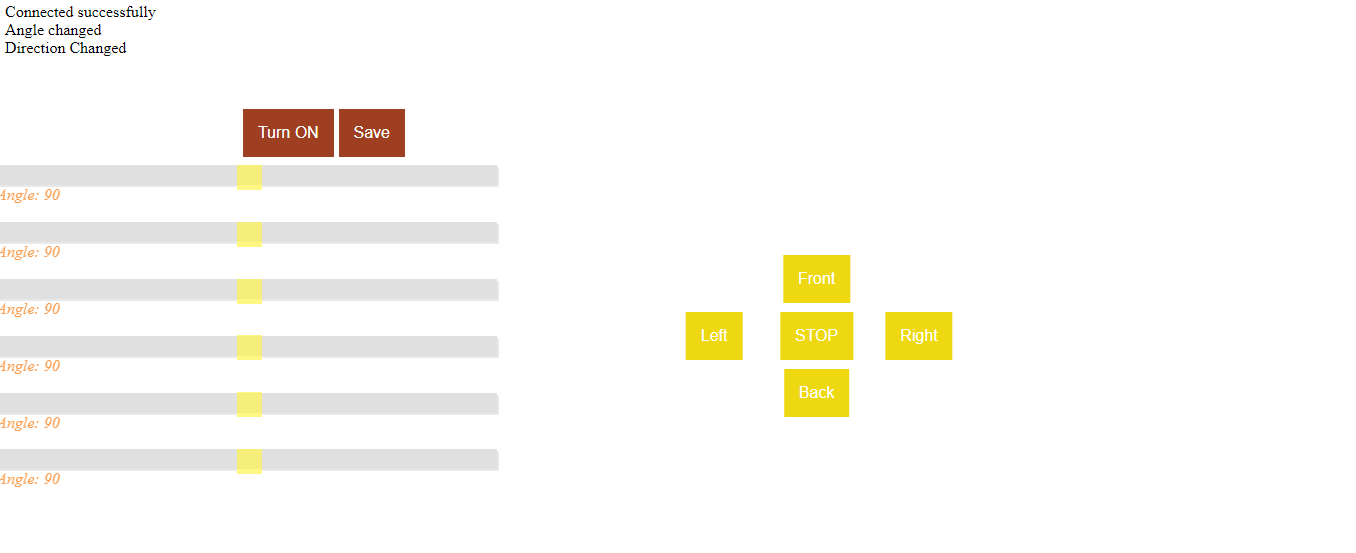 Connected successfully
Angle changed
Direction Changed
Turn ON Save
Angle: 90
Angle: 90
Angle: 90
Angle: 90
Angle: 90
Angle: 90
Front
Left STOP Right
Back